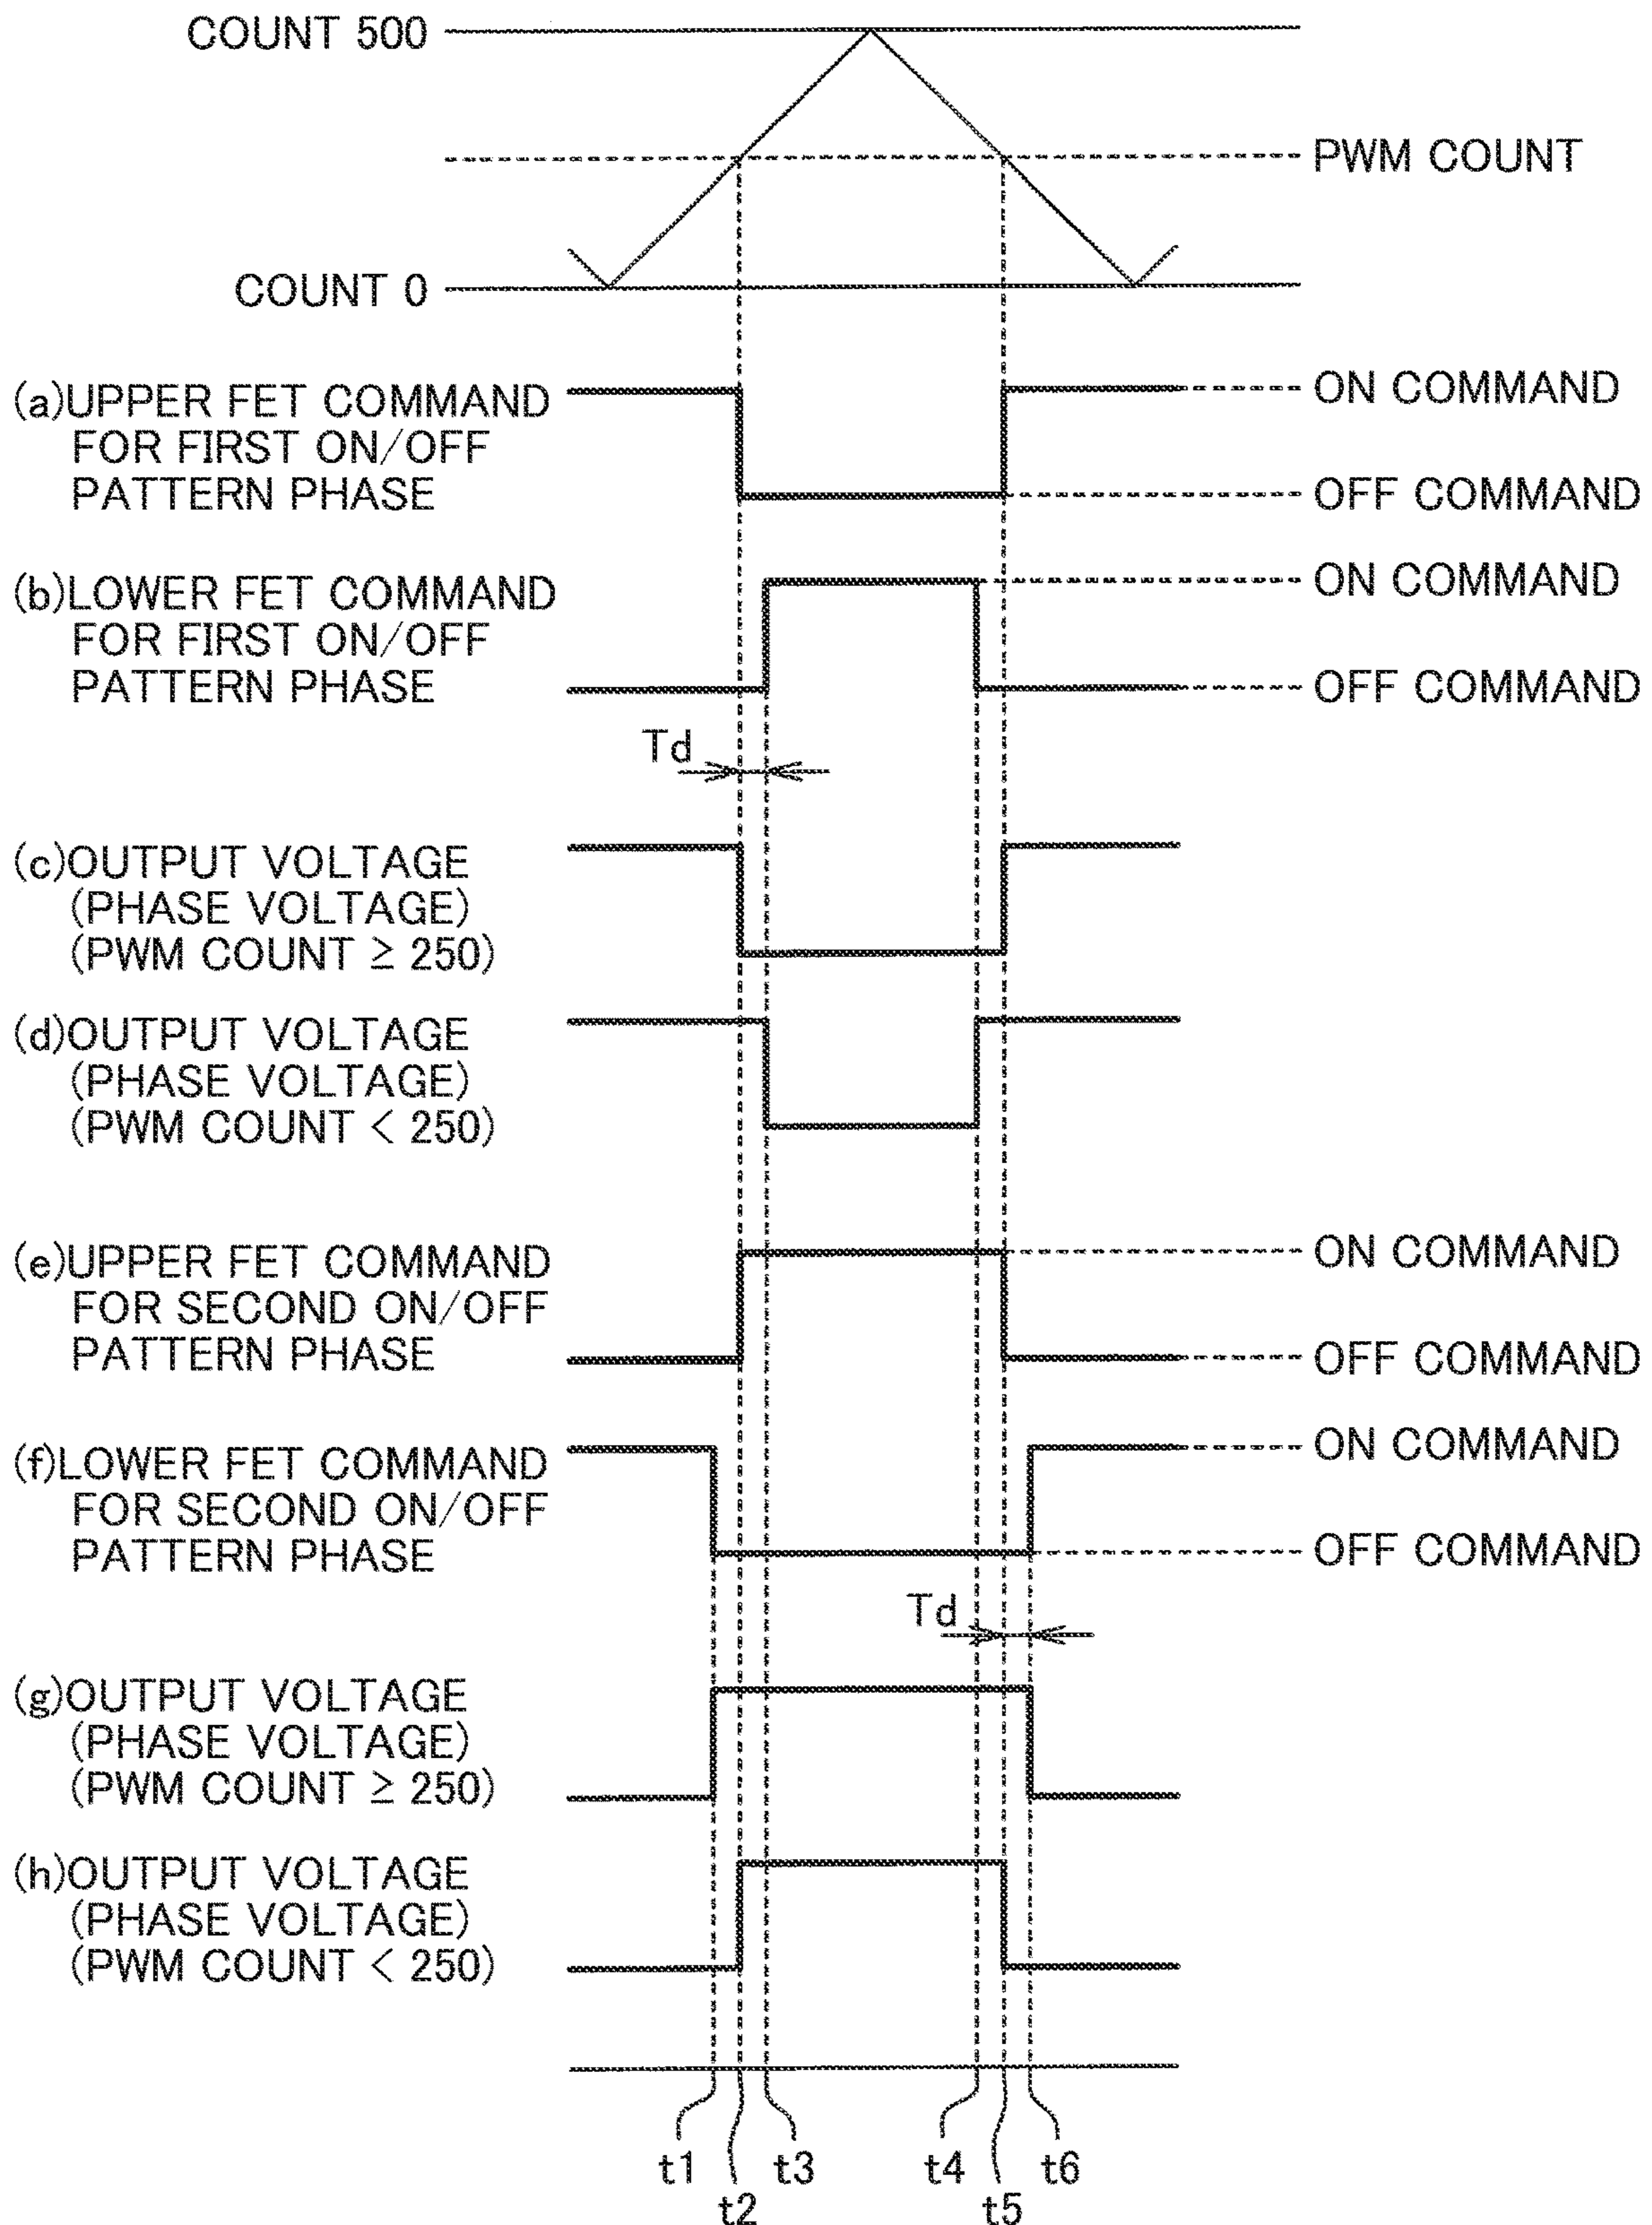 COUNT 500
PWM COUNT
COUNT 0
(a)UPPER FET COMMAND
FOR FIRST ON/OFF
PATTERN PHASE
ON COMMAND
OFF COMMAND
(b)LOWER FET COMMAND
FOR FIRST ON/OFF
PATTERN PHASE
ON COMMAND
OFF COMMAND
Td
(c)OUTPUT VOLTAGE
(PHASE VOLTAGE)
(PWM COUNT ≥ 250)
(d)OUTPUT VOLTAGE
(PHASE VOLTAGE)
(PWM COUNT < 250)
(e)UPPER FET COMMAND
FOR SECOND ON/OFF
PATTERN PHASE
ON COMMAND
OFF COMMAND
(f)LOWER FET COMMAND
FOR SECOND ON/OFF
PATTERN PHASE
ON COMMAND
OFF COMMAND
Td
(g)OUTPUT VOLTAGE
(PHASE VOLTAGE)
(PWM COUNT ≥ 250)
(h)OUTPUT VOLTAGE
(PHASE VOLTAGE)
(PWM COUNT < 250)
t1 t3 t4 t6
t2 t5